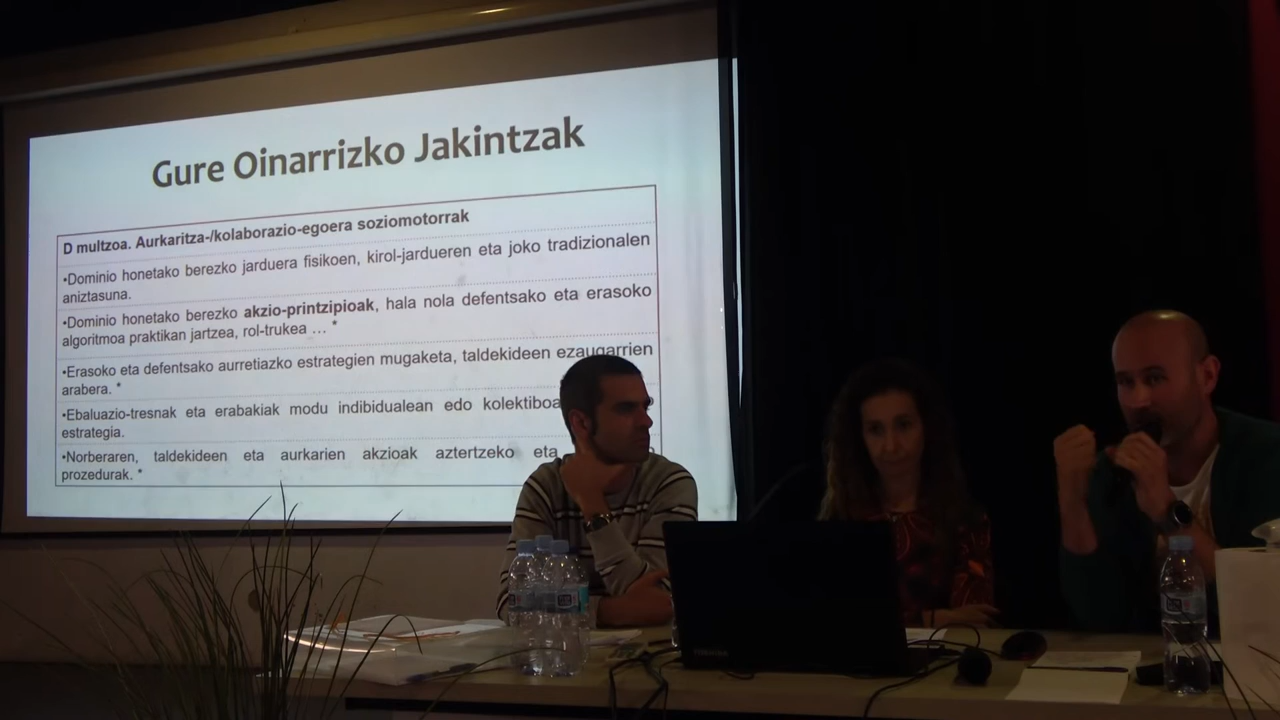 Gure Oinarrizko Jakintzak
D multzoa. Aurkaritza-/kolaborazio-egoera soziomotorrak
•Dominio honetako berezko jarduera fisikoen, kirol-jardueren eta joko tradizionalen
aniztasuna.
•Dominio honetako berezko akzio-printzipioak, hala nola defentsako eta erasoko
algoritmoa praktikan jartzea, rol-trukea ... *
•Erasoko eta defentsako aurretiazko estrategien mugaketa, taldekideen ezaugarrien
arabera. *
•Ebaluazio-tresnak eta erabakiak modu indibidualean edo
estrategia.
•Norberaren, taldekideen eta aurkarien akzioak aztertzeko eta
prozedurak. *